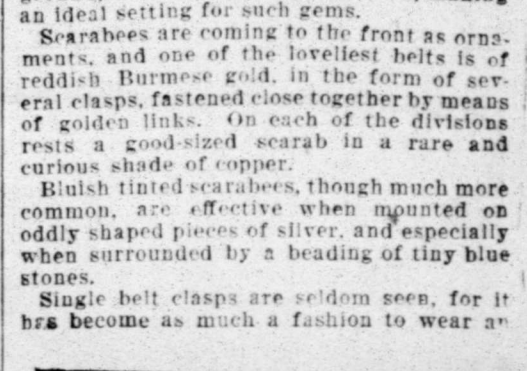 an ideal setting for such gems.
Scarabees are coming to the front as orna-
ments, and one of the loveliest belts is of
reddish Burmese gold, in the form of sev-
eral clasps, fastened close together by means
of golden links. On each of the divisions
rests a good-sized scarab in a rare and
curious shade of copper.
Bluish tinted scarabees, though much more
common, are effective when mounted on
oddly shaped pieces of silver, and especially
when surrounded by a beading of tiny blue
stones.
Single belt clasps are seldom seen, for it
has become as much a fashion to wear an